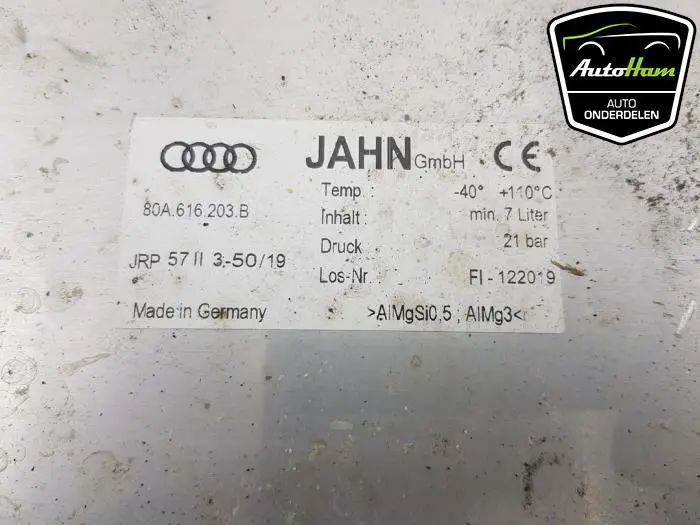 AutoHam
AUTO
ONDERDELEN
JAHN GmbH CE
Temp.: -40° +110°C
80A.616.203.B
Inhalt: min. 7 Liter
Druck 21 bar
JRP 57 II 3-50/19
Los-Nr. FI-122019
Made in Germany >AlMgSi0,5 ; AlMg3<